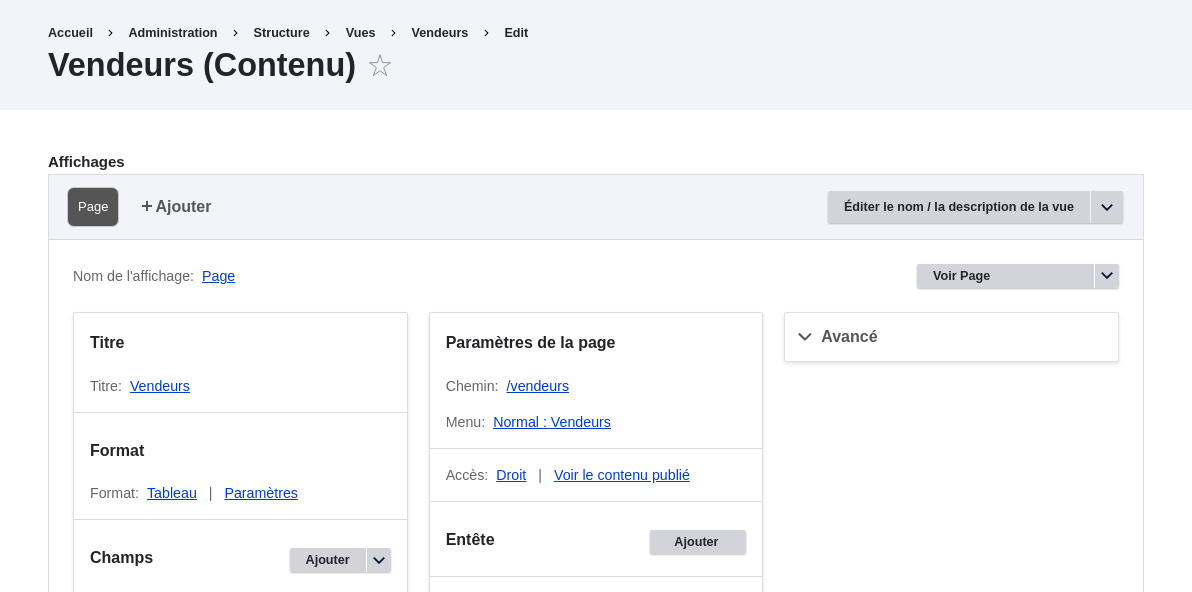 Accueil > Administration > Structure > Vues > Vendeurs > Edit
Vendeurs (Contenu)
Affichages
Page
+ Ajouter
Éditer le nom / la description de la vue
Nom de l'affichage: Page
Voir Page
Titre
Titre: Vendeurs
Format
Format: Tableau | Paramètres
Champs
Ajouter
Paramètres de la page
Chemin: /vendeurs
Menu: Normal : Vendeurs
Accès: Droit | Voir le contenu publié
Entête
Ajouter
Avancé